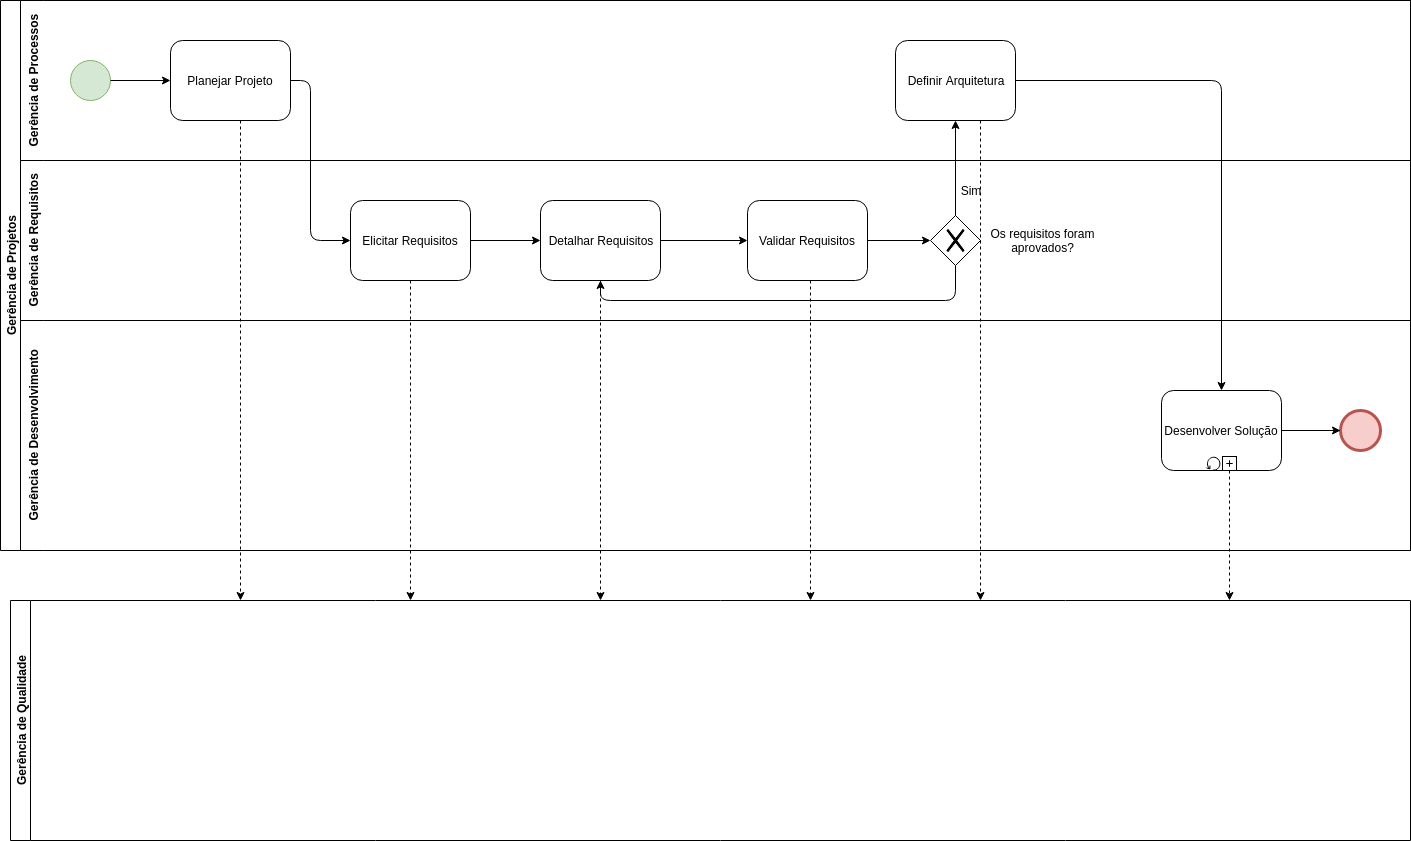 Gerência de Projetos
Gerência de Processos
Planejar Projeto
Definir Arquitetura
Gerência de Requisitos
Elicitar Requisitos
Detalhar Requisitos
Validar Requisitos
Sim
Os requisitos foram
aprovados?
Gerência de Desenvolvimento
Desenvolver Solução
Gerência de Qualidade